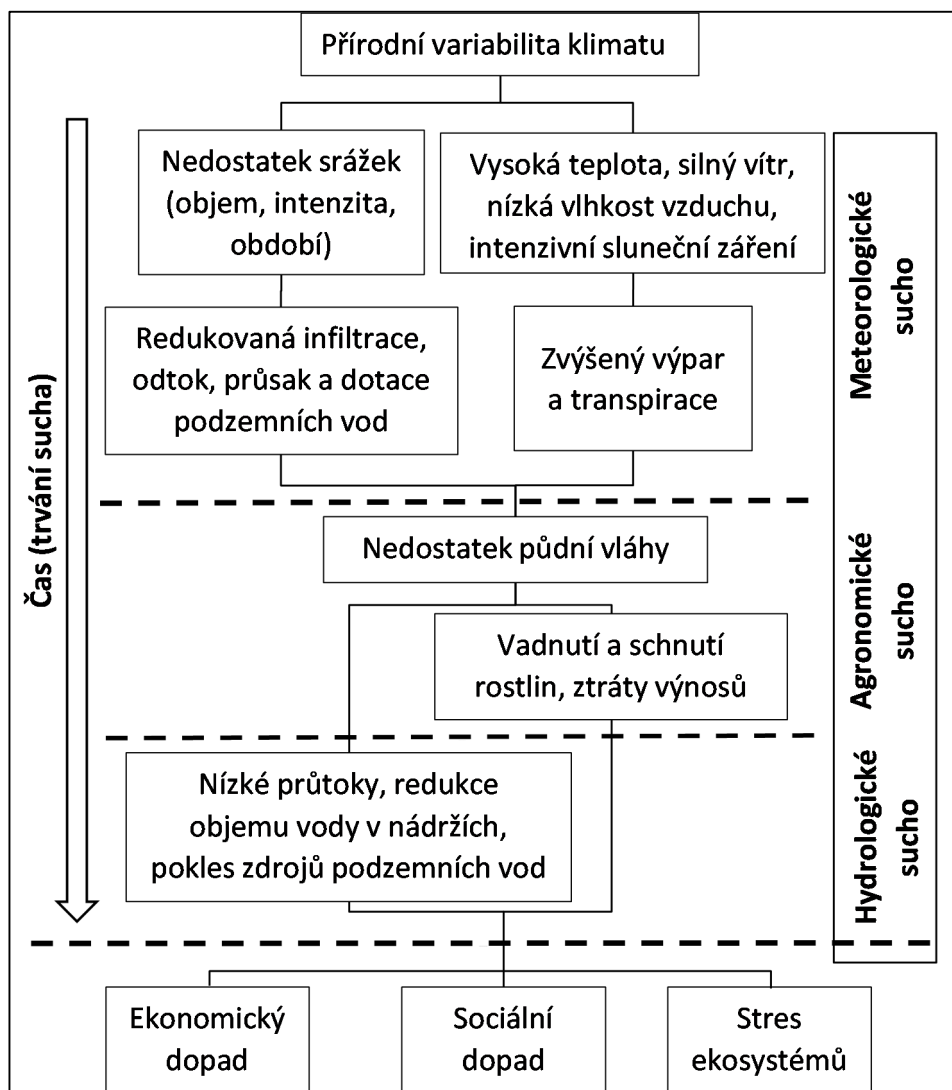 Přírodní variabilita klimatu
Nedostatek srážek
(objem, intenzita,
období)
Vysoká teplota, silný vítr,
nízká vlhkost vzduchu,
intenzivní sluneční záření
Redukovaná infiltrace,
odtok, průsak a dotace
podzemních vod
Zvýšený výpar
a transpirace
Meteorologické
sucho
Čas (trvání sucha)
Nedostatek půdní vláhy
Vadnutí a schnutí
rostlin, ztráty výnosů
Agronomické
sucho
Nízké průtoky, redukce
objemu vody v nádržích,
pokles zdrojů podzemních vod
Hydrologické
sucho
Ekonomický
dopad
Sociální
dopad
Stres
ekosystémů